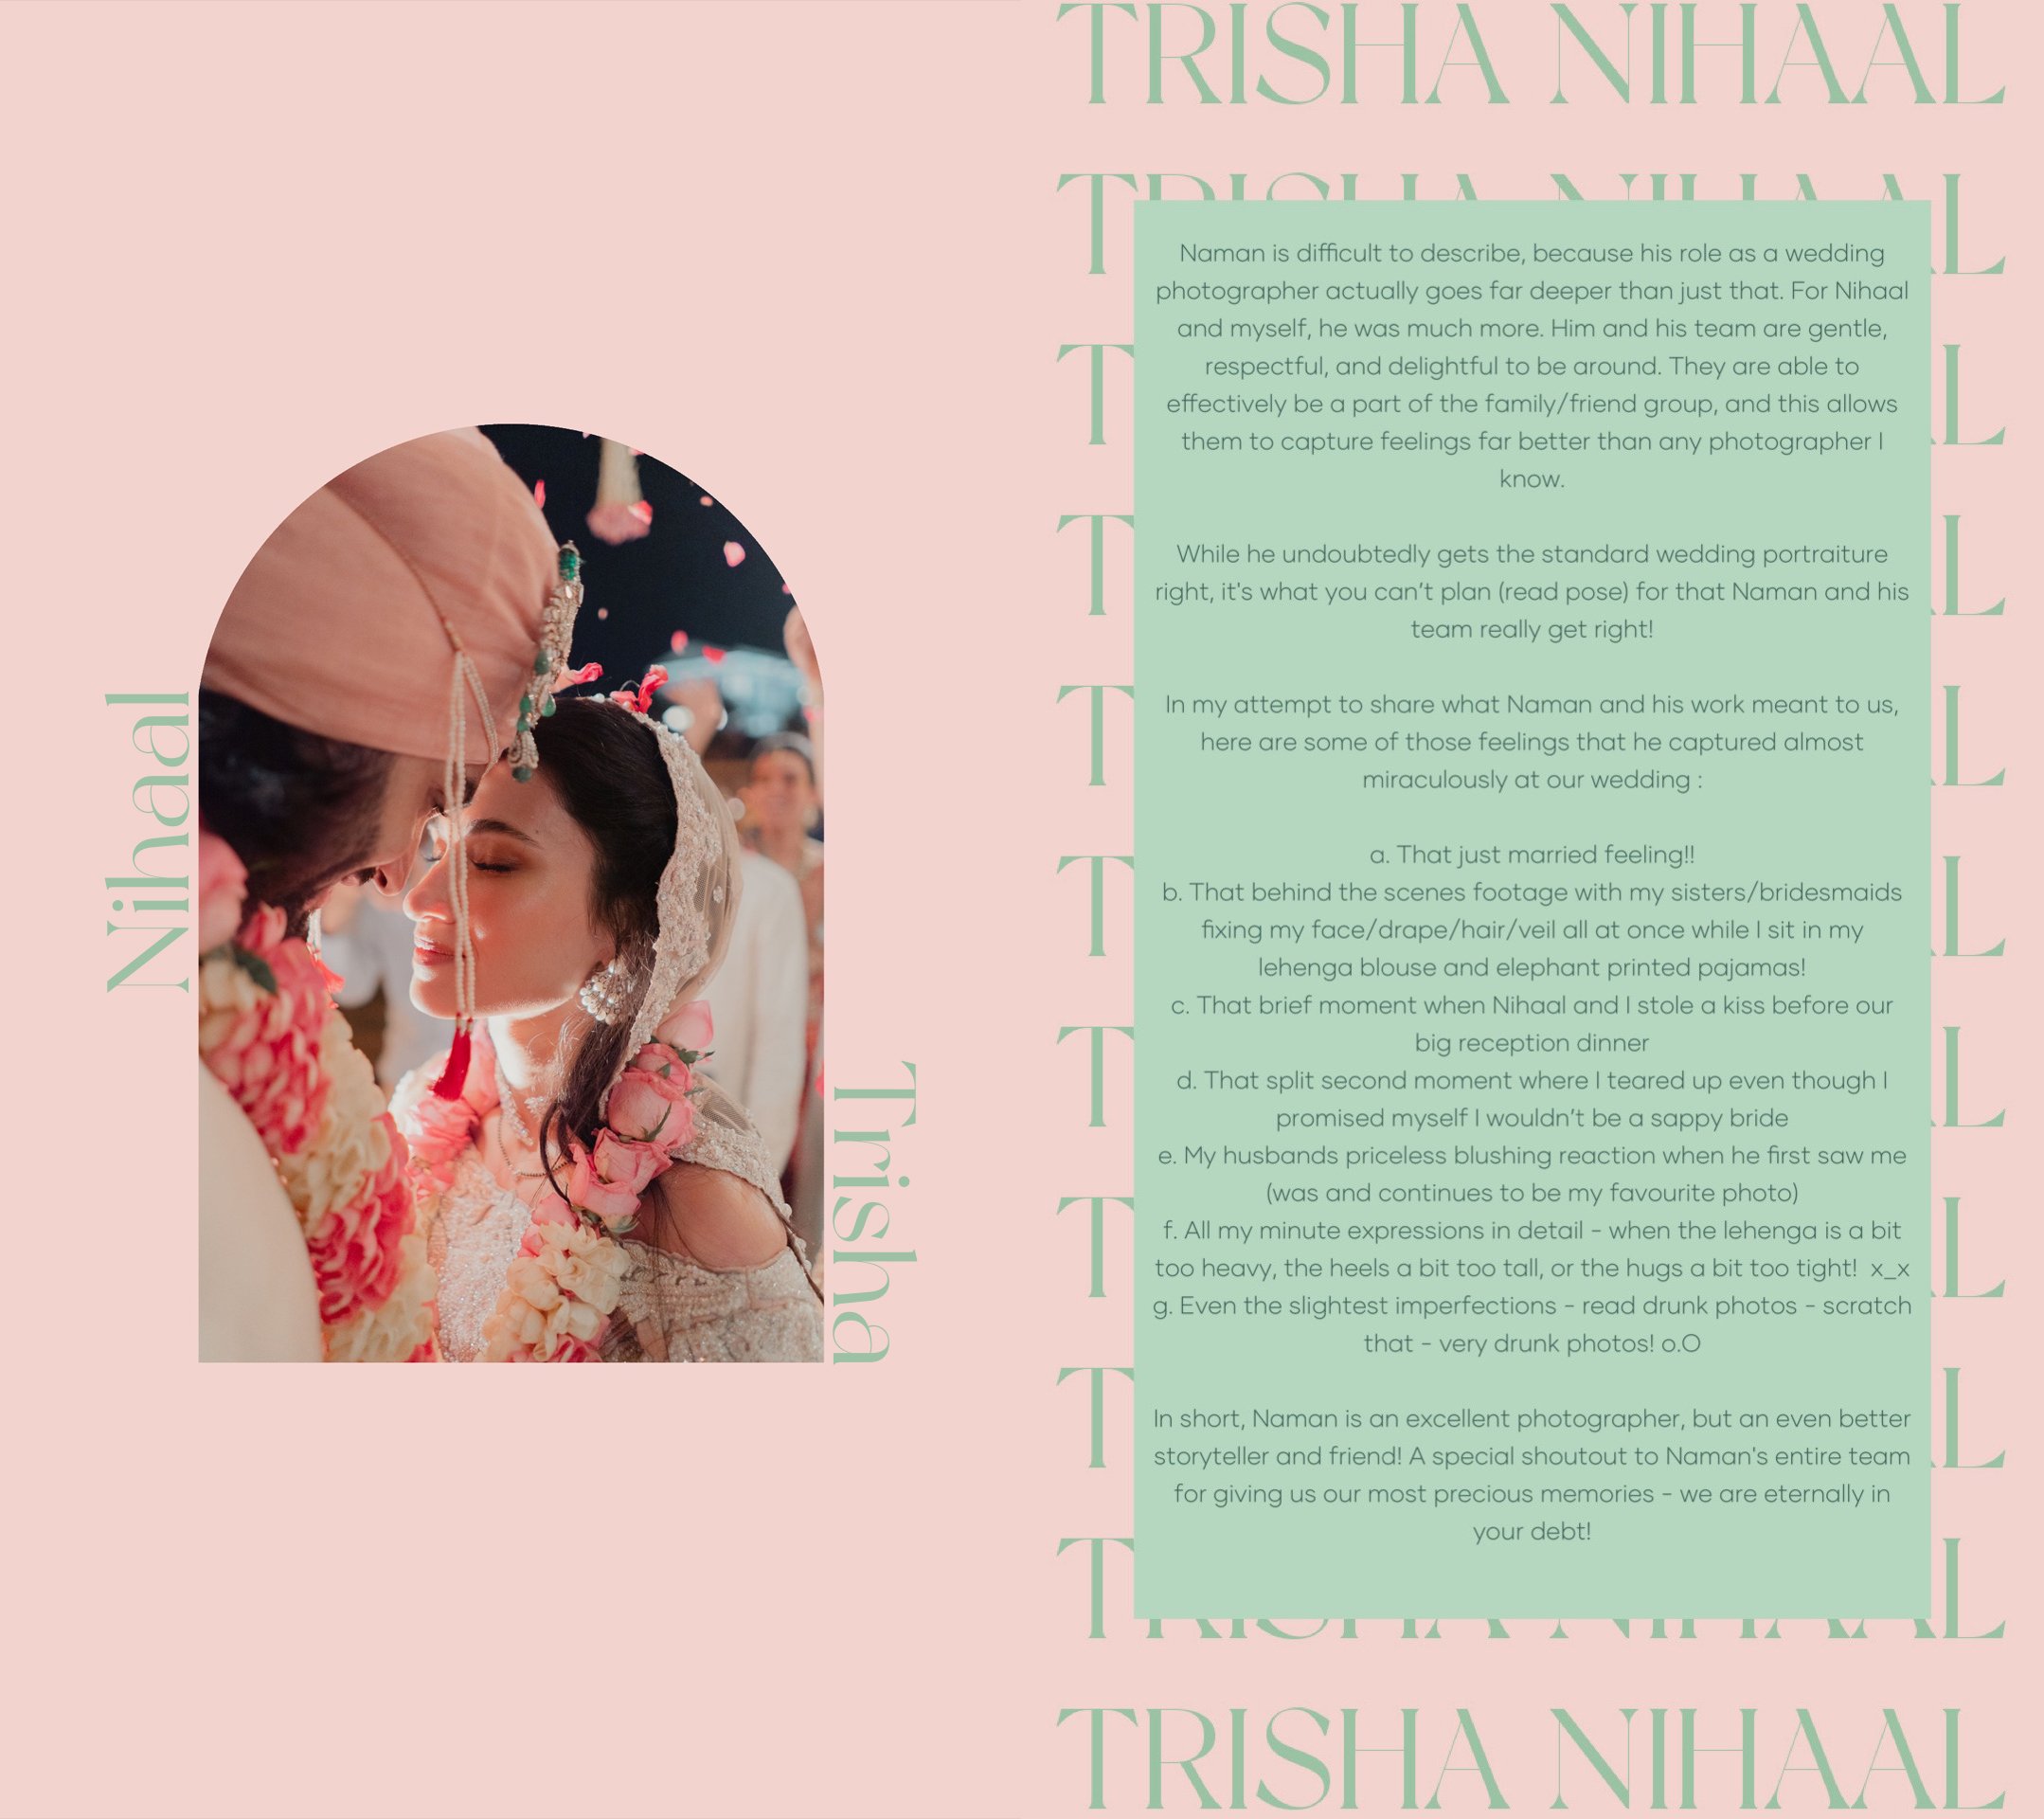 Nihaal
Trisha
TRISHA NIHAAL
TRISHA NIHAAL
Naman is difficult to describe, because his role as a wedding
photographer actually goes far deeper than just that. For Nihaal
and myself, he was much more. Him and his team are gentle,
respectful, and delightful to be around. They are able to
effectively be a part of the family/friend group, and this allows
them to capture feelings far better than any photographer I
know.
While he undoubtedly gets the standard wedding portraiture
right, it's what you can’t plan (read pose) for that Naman and his
team really get right!
In my attempt to share what Naman and his work meant to us,
here are some of those feelings that he captured almost
miraculously at our wedding :
a. That just married feeling!!
b. That behind the scenes footage with my sisters/bridesmaids
fixing my face/drape/hair/veil all at once while I sit in my
lehenga blouse and elephant printed pajamas!
c. That brief moment when Nihaal and I stole a kiss before our
big reception dinner
d. That split second moment where I teared up even though I
promised myself I wouldn’t be a sappy bride
e. My husbands priceless blushing reaction when he first saw me
(was and continues to be my favourite photo)
f. All my minute expressions in detail - when the lehenga is a bit
too heavy, the heels a bit too tall, or the hugs a bit too tight!  x_x
g. Even the slightest imperfections - read drunk photos - scratch
that - very drunk photos! o.O
In short, Naman is an excellent photographer, but an even better
storyteller and friend! A special shoutout to Naman's entire team
for giving us our most precious memories - we are eternally in
your debt!
TRISHA NIHAAL
TRISHA NIHAAL